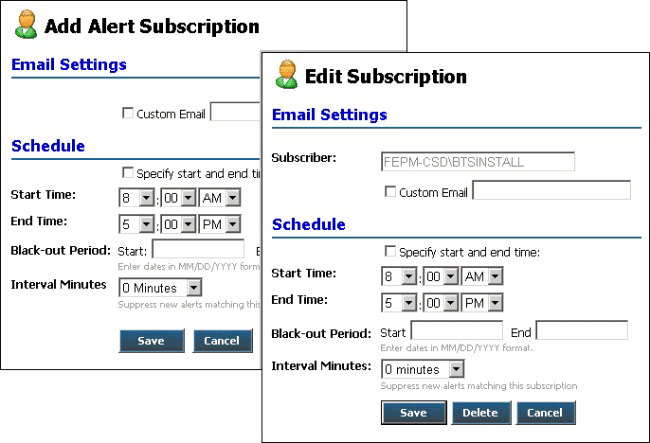 Add Alert Subscription
Email Settings
Custom Email
Schedule
Specify start and end
Start Time:
8 : 00 AM
End Time:
5 : 00 PM
Black-out Period: Start:
Enter dates in MM/DD/YYYY format
Interval Minutes
0 Minutes
Suppress new alerts matching this
Save Cancel
Edit Subscription
Email Settings
Subscriber: FEPM-CSD\BTSINSTALL
Custom Email
Schedule
Specify start and end time:
Start Time: 8 : 00 AM
End Time: 5 : 00 PM
Black-out Period: Start End
Enter dates in MM/DD/YYYY format.
Interval Minutes: 0 minutes
Suppress new alerts matching this subscription
Save Delete Cancel